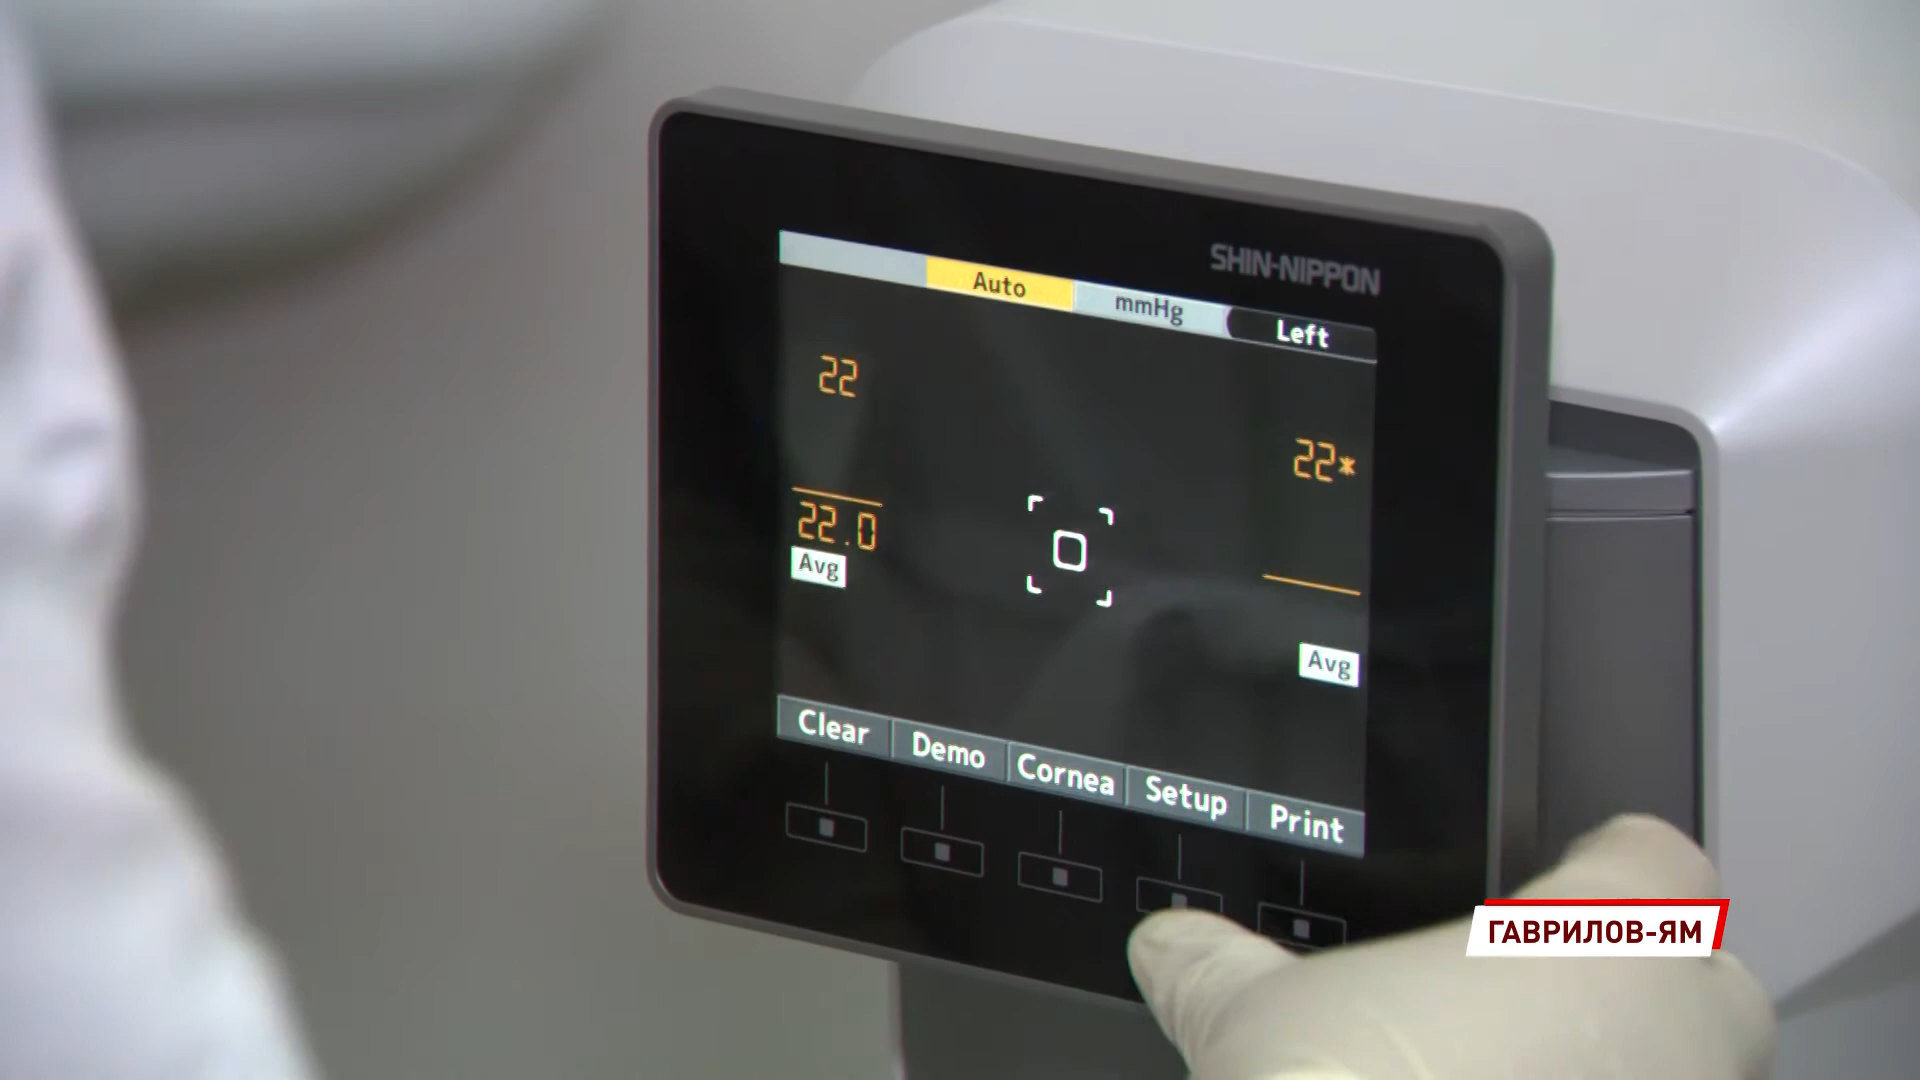 SHIN-NIPPON
Auto mmHg Left
22
22*
22.0
Avg
Avg
Clear Demo Cornea Setup Print
ГАВРИЛОВ-ЯМ